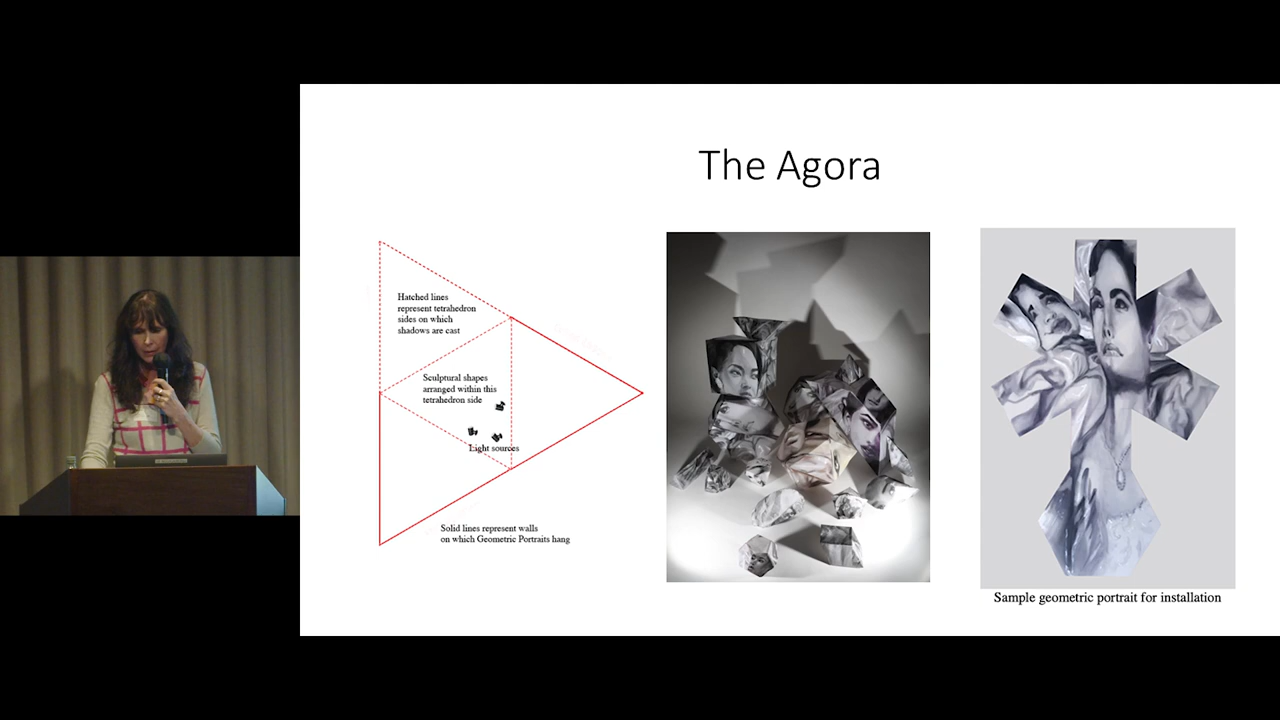 The Agora
Hatched lines
represent tetrahedron
sides on which
shadows are cast
Sculptural shapes
arranged within this
tetrahedron side
Light sources
Solid lines represent walls
on which Geometric Portraits hang
Sample geometric portrait for installation